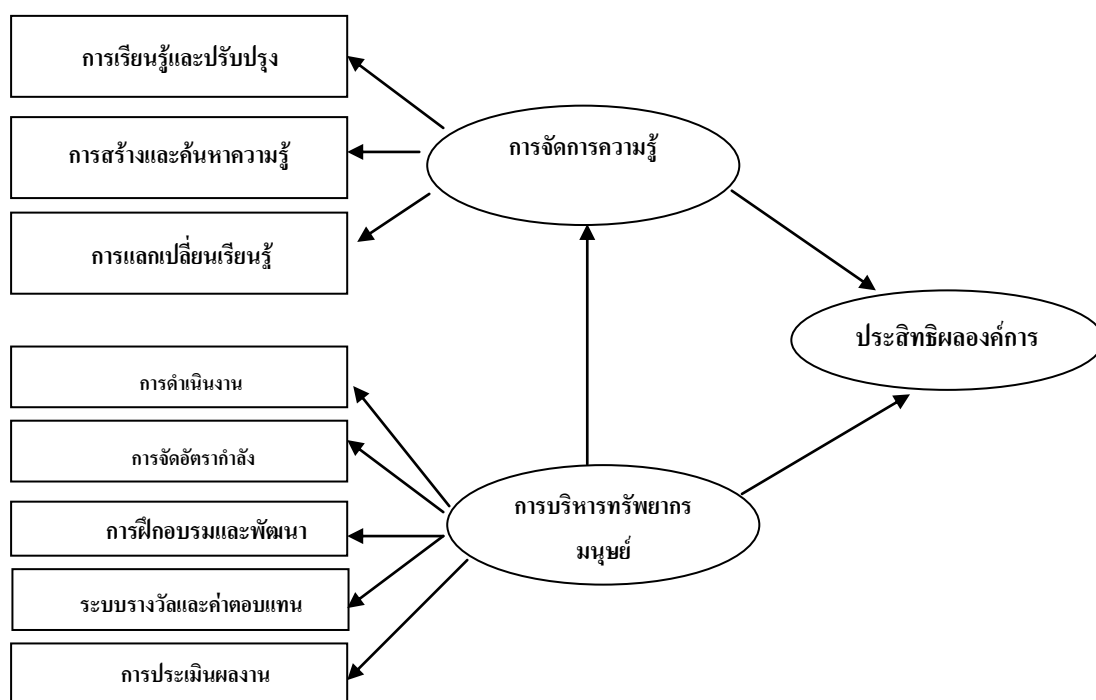 การเรียนรู้และปรับปรุง
การสร้างและค้นหาความรู้
การแลกเปลี่ยนเรียนรู้
การจัดการความรู้
ประสิทธิผลองค์การ
การดำเนินงาน
การจัดอัตรากำลัง
การฝึกอบรมและพัฒนา
ระบบรางวัลและค่าตอบแทน
การประเมินผลงาน
การบริหารทรัพยากร
มนุษย์